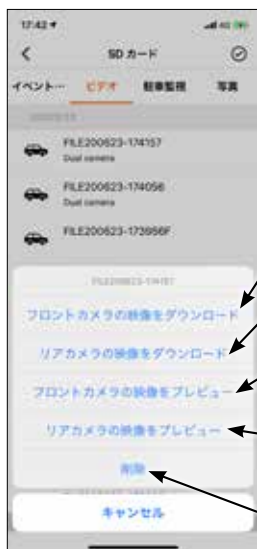 17:42
4G
SD カード
イベント… ビデオ 駐車監視 写真
FILE200623-174157
Dual camera
FILE200623-174056
Dual camera
FILE200623-173956F
フロントカメラの映像をダウンロード
リアカメラの映像をダウンロード
フロントカメラの映像をプレビュー
リアカメラの映像をプレビュー
削除
キャンセル